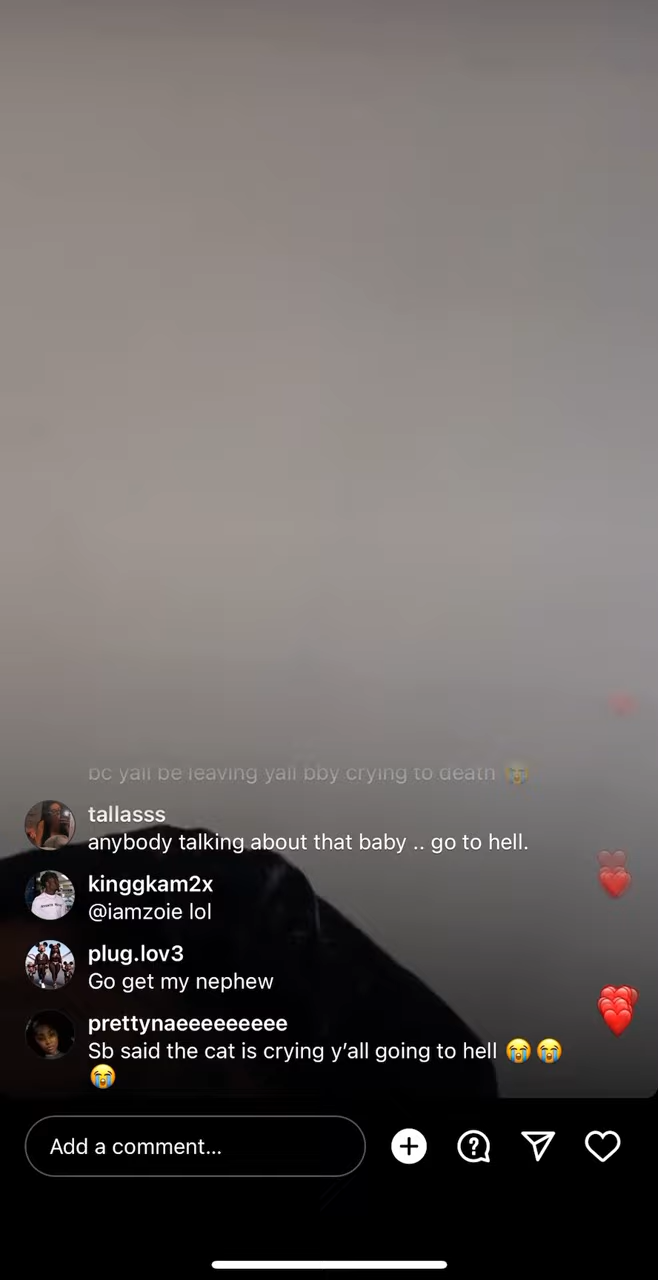 bc yall be leaving yall bby crying to death 😭
tallasss
anybody talking about that baby .. go to hell.
kinggkam2x
@iamzoie lol
plug.lov3
Go get my nephew
prettynaeeeeeeeee
Sb said the cat is crying y’all going to hell 😭😭
😭
Add a comment...